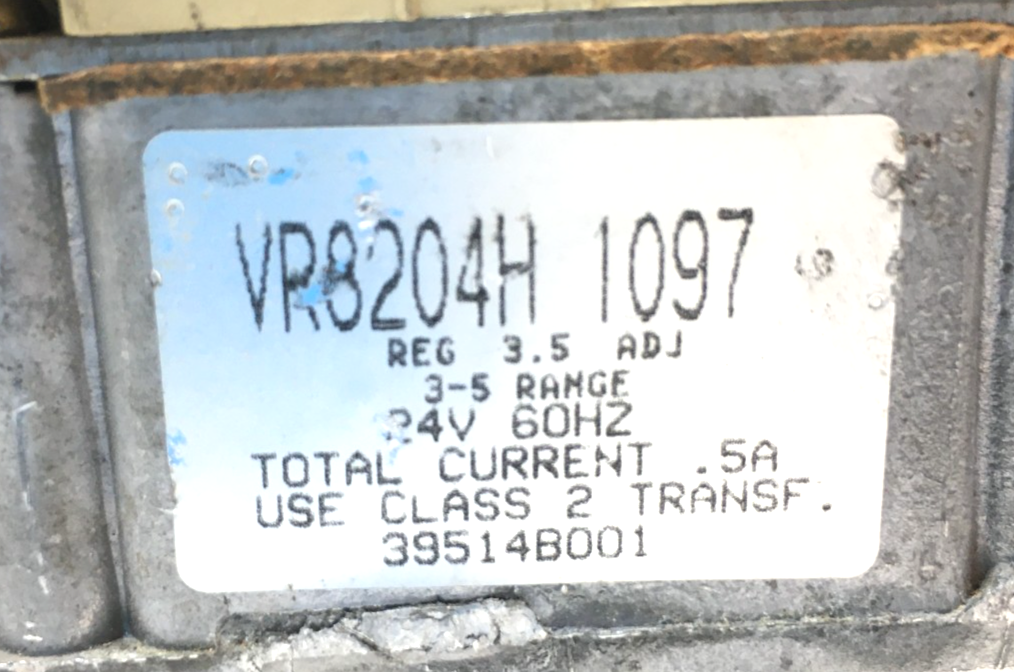 VR8204H 1097
REG 3.5 ADJ
3-5 RANGE
24V 60HZ
TOTAL CURRENT .5A
USE CLASS 2 TRANSF.
39514B001